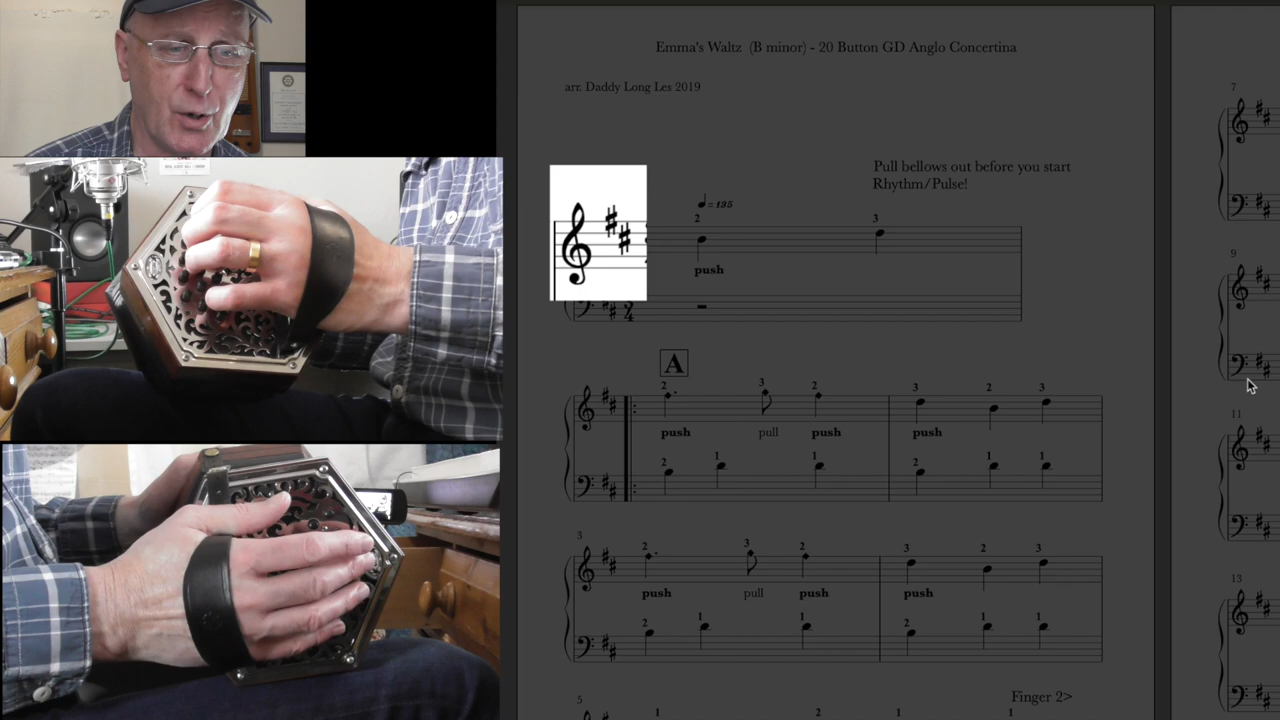 Emma's Waltz (B minor) - 20 Button GD Anglo Concertina
arr. Daddy Long Les 2019
Pull bellows out before you start
Rhythm/Pulse!
= 135
2 3
push
A
2 3 2 3 2 3
push pull push push
2 1 1 2 1 1
3
2 3 2 3 2 3
push pull push push
2 1 1 2 1 1
Finger 2>
5
1 2 1 1
7
9
11
13